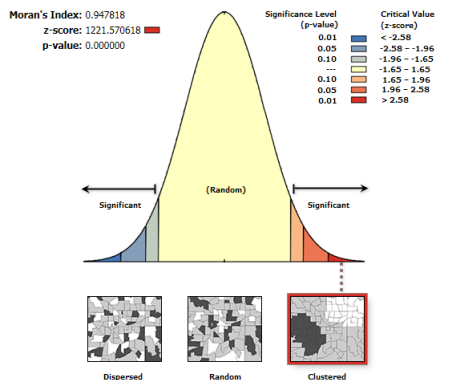 Moran's Index: 0.947818
z-score: 1221.570618
p-value: 0.000000
Significance Level
(p-value)
Critical Value
(z-score)
0.01 < -2.58
0.05 -2.58 - -1.96
0.10 -1.96 - -1.65
--- -1.65 - 1.65
0.10 1.65 - 1.96
0.05 1.96 - 2.58
0.01 > 2.58
(Random)
Significant Significant
Dispersed Random Clustered